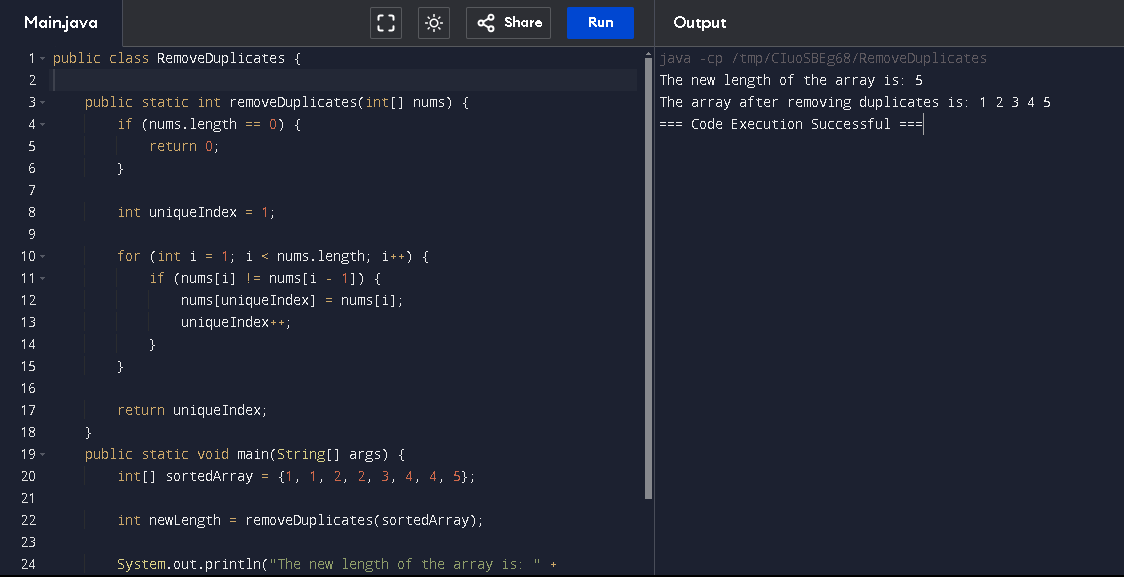 Main.java
Share
Run
Output
1 public class RemoveDuplicates {
2
3     public static int removeDuplicates(int[] nums) {
4         if (nums.length == 0) {
5             return 0;
6         }
7
8         int uniqueIndex = 1;
9
10         for (int i = 1; i < nums.length; i++) {
11             if (nums[i] != nums[i - 1]) {
12                 nums[uniqueIndex] = nums[i];
13                 uniqueIndex++;
14             }
15         }
16
17         return uniqueIndex;
18     }
19     public static void main(String[] args) {
20         int[] sortedArray = {1, 1, 2, 2, 3, 4, 4, 5};
21
22         int newLength = removeDuplicates(sortedArray);
23
24         System.out.println("The new length of the array is: " +
java -cp /tmp/CIuoSBEg68/RemoveDuplicates
The new length of the array is: 5
The array after removing duplicates is: 1 2 3 4 5
=== Code Execution Successful ===